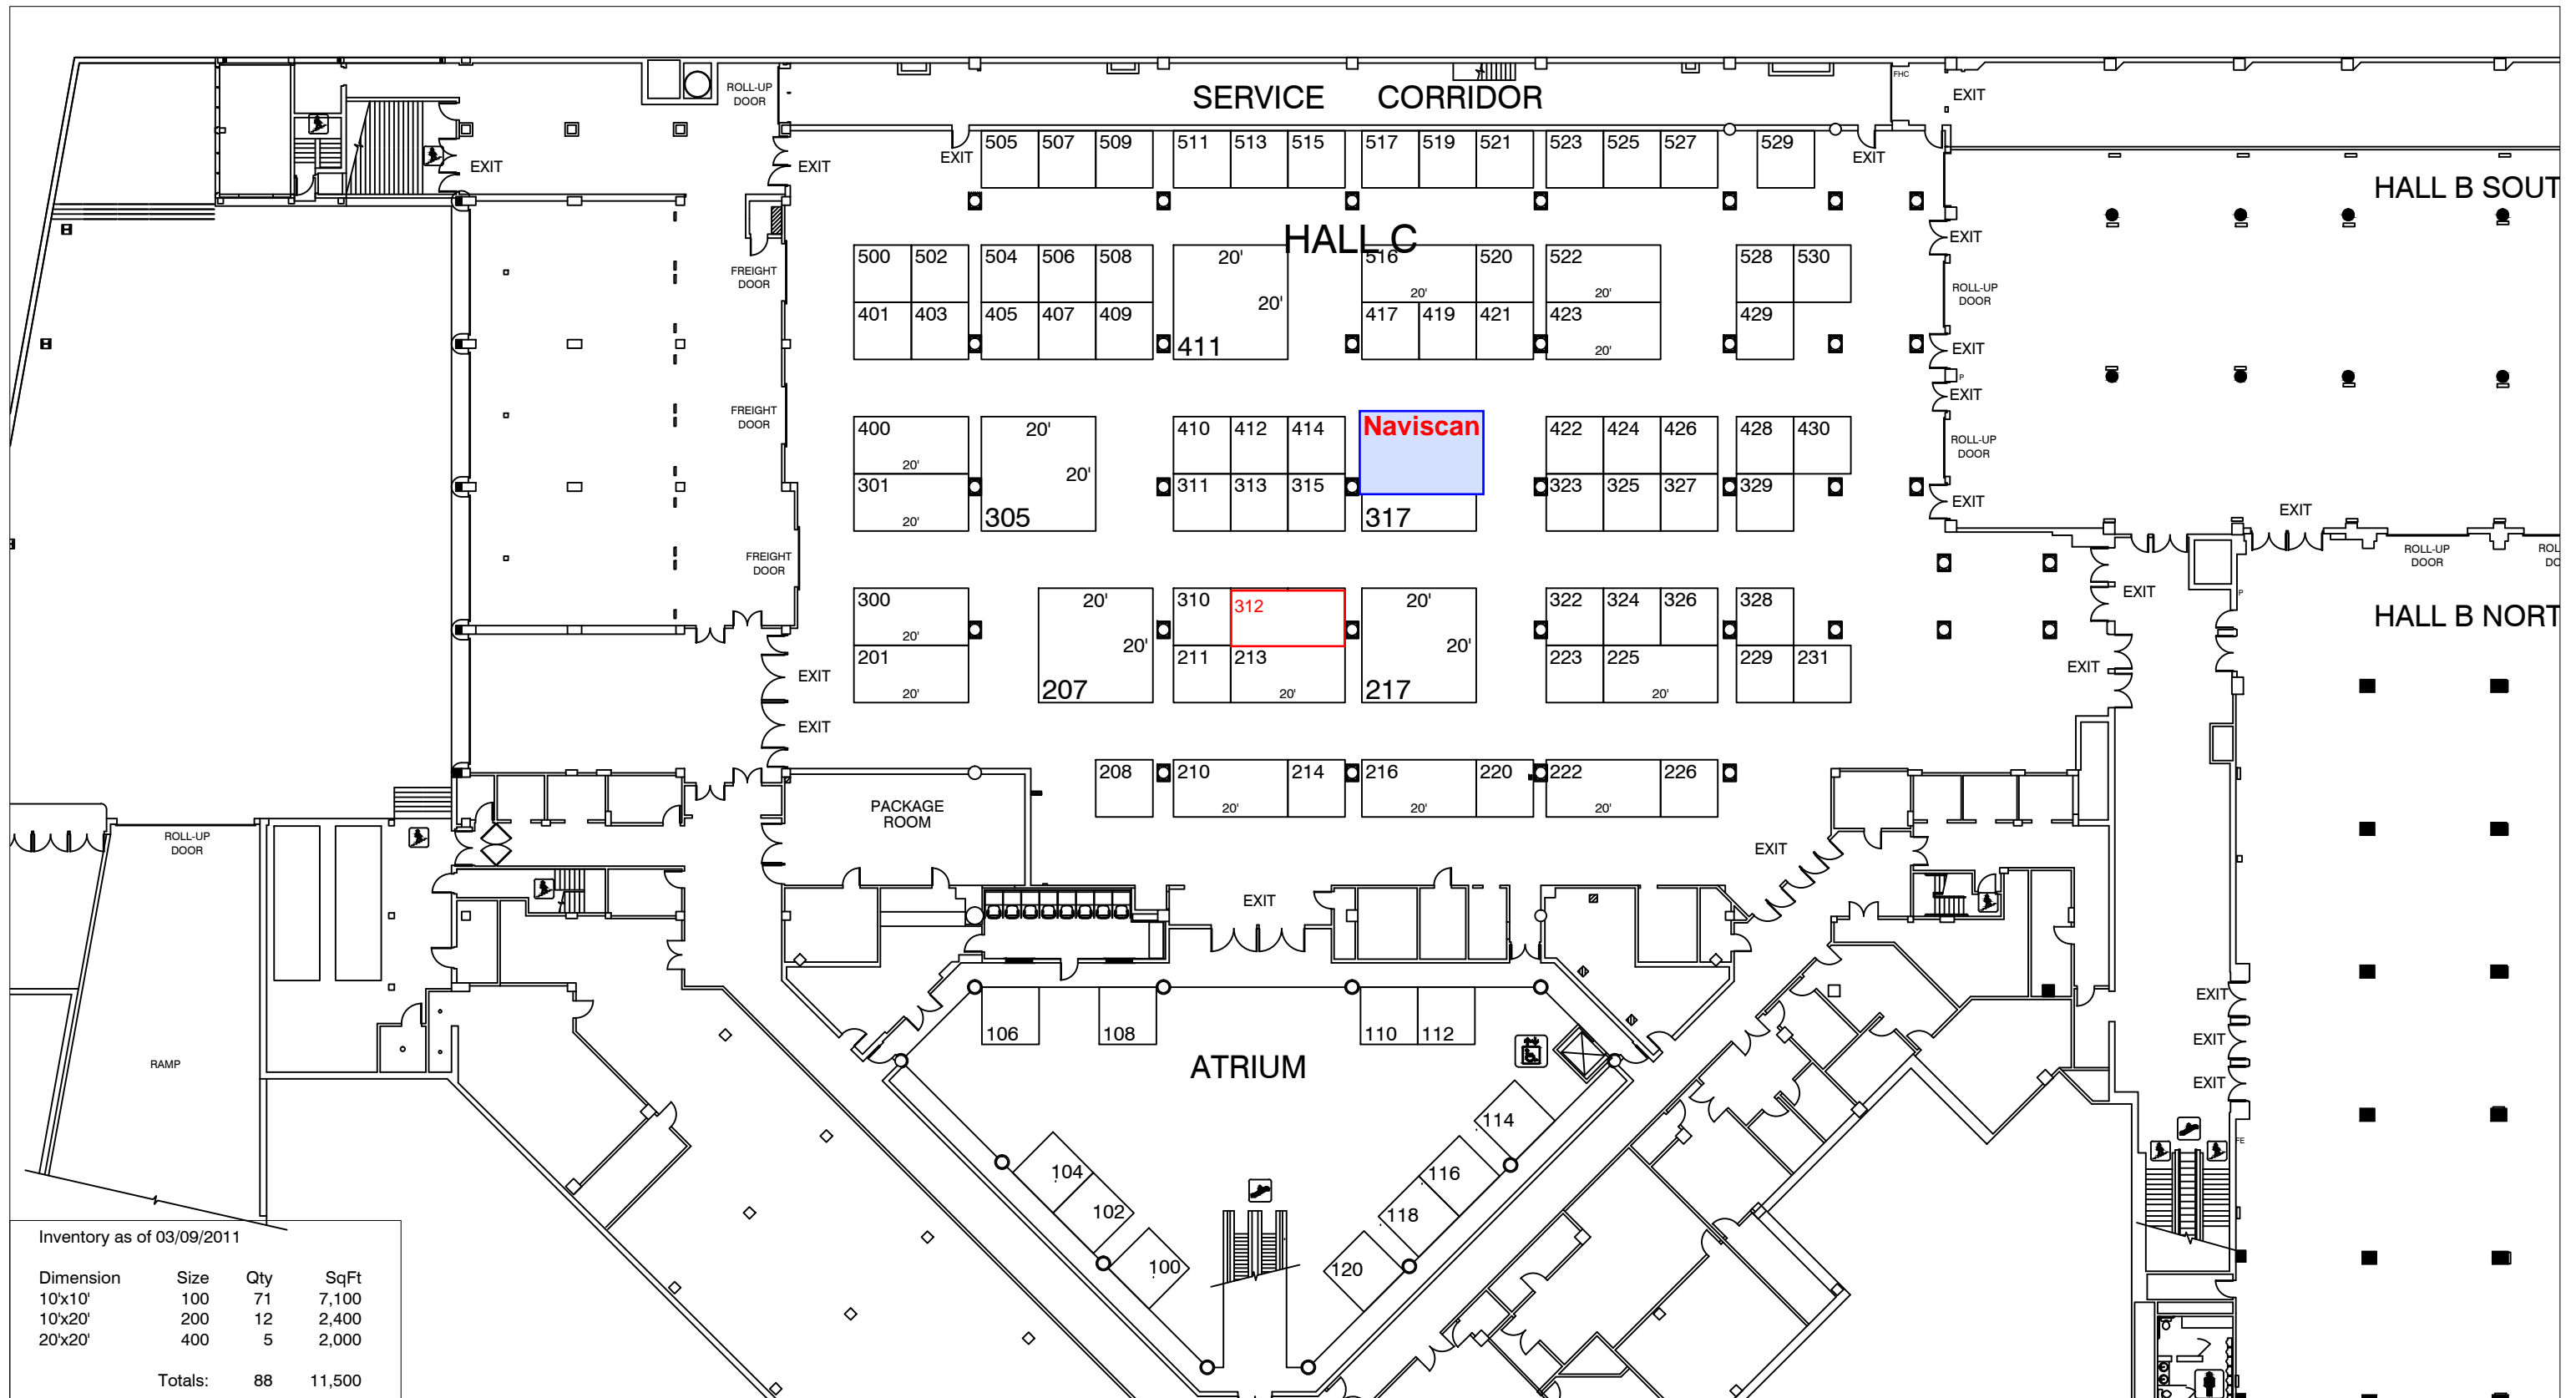 SERVICE CORRIDOR
FHC
EXIT
ROLL-UP
DOOR
505 507 509 511 513 515 517 519 521 523 525 527 529
EXIT
EXIT
EXIT
EXIT
HALL B SOUT
HALL C
EXIT
500 502 504 506 508 20' 516 520 522 528 530
FREIGHT
DOOR
ROLL-UP
DOOR
20' 20' 20'
401 403 405 407 409 411 417 419 421 423 429
20'
EXIT
P
EXIT
FREIGHT
DOOR
400 20' 410 412 414 Naviscan 422 424 426 428 430
ROLL-UP
DOOR
20' 20'
301 305 311 313 315 317 323 325 327 329
20'
EXIT
EXIT
FREIGHT
DOOR
ROLL-UP
DOOR
ROL
DO
EXIT
P
300 20' 310 312 20' 322 324 326 328
HALL B NORT
20' 20' 20'
201 207 211 213 217 223 225 229 231
20' 20' 20'
EXIT
EXIT
EXIT
208 210 214 216 220 222 226
20' 20' 20'
PACKAGE
ROOM
ROLL-UP
DOOR
EXIT
EXIT
EXIT
EXIT
EXIT
106 108 110 112
ATRIUM
RAMP
114
FE
104 116
102 118
100 120
Inventory as of 03/09/2011
Dimension Size Qty SqFt
10'x10' 100 71 7,100
10'x20' 200 12 2,400
20'x20' 400 5 2,000
Totals: 88 11,500